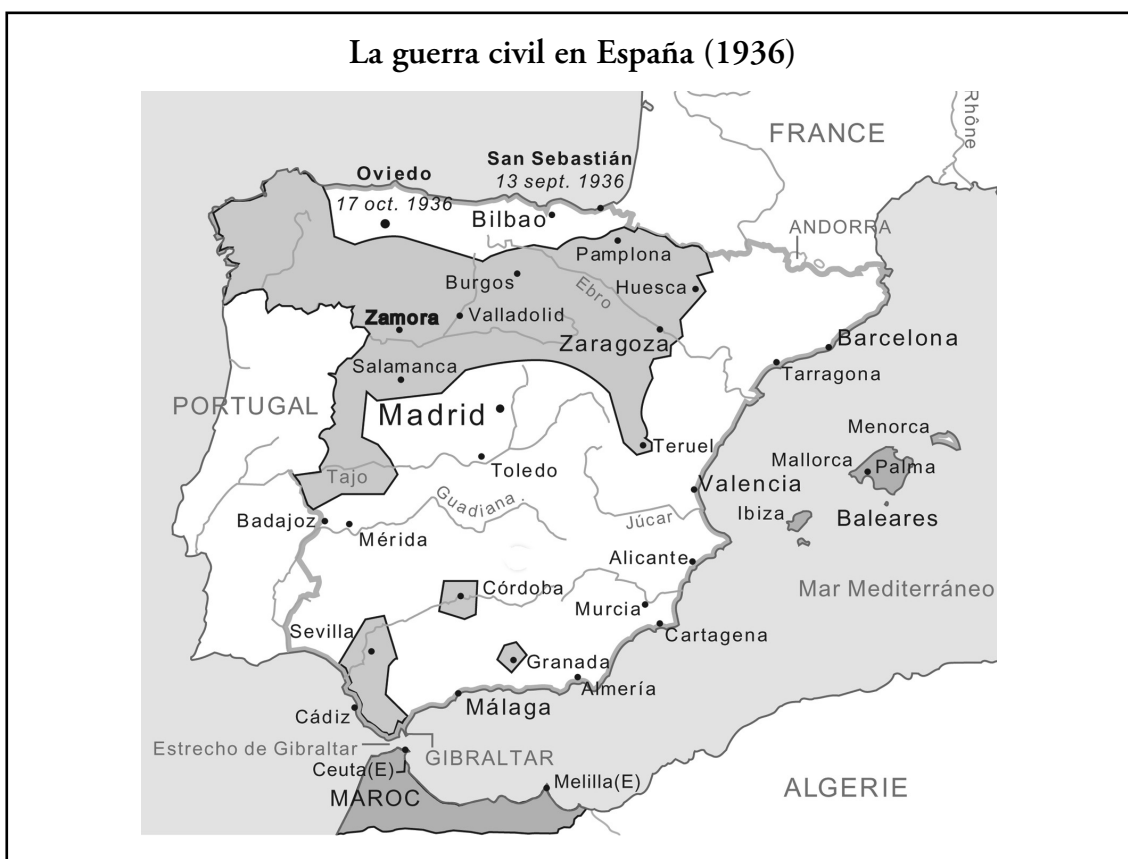 La guerra civil en España (1936)
Rhône
FRANCE
San Sebastián
13 sept. 1936
Oviedo
17 oct. 1936
Bilbao
ANDORRA
Pamplona
Burgos
Ebro
Huesca
Zamora
Valladolid
Zaragoza
Barcelona
Salamanca
Tarragona
PORTUGAL
Madrid
Menorca
Teruel
Mallorca
Palma
Toledo
Tajo
Valencia
Guadiana
Badajoz
Júcar
Ibiza
Baleares
Mérida
Alicante
Córdoba
Mar Mediterráneo
Murcia
Sevilla
Cartagena
Granada
Almería
Málaga
Cádiz
Estrecho de Gibraltar
GIBRALTAR
Ceuta(E)
Melilla(E)
MAROC
ALGERIE